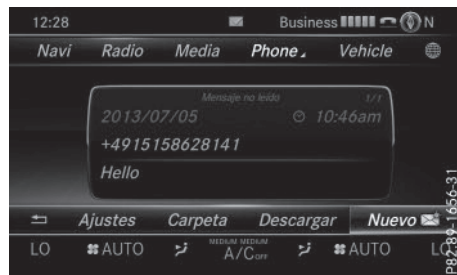 12:28 Business N
Navi Radio Media Phone Vehicle
Mensaje no leído 1/1
2013/07/05 10:46am
+4915158628141
Hello
Ajustes Carpeta Descargar Nuevo
LO AUTO MEDIUM MEDIUM A/C OFF AUTO LO
P82.89-1656-31